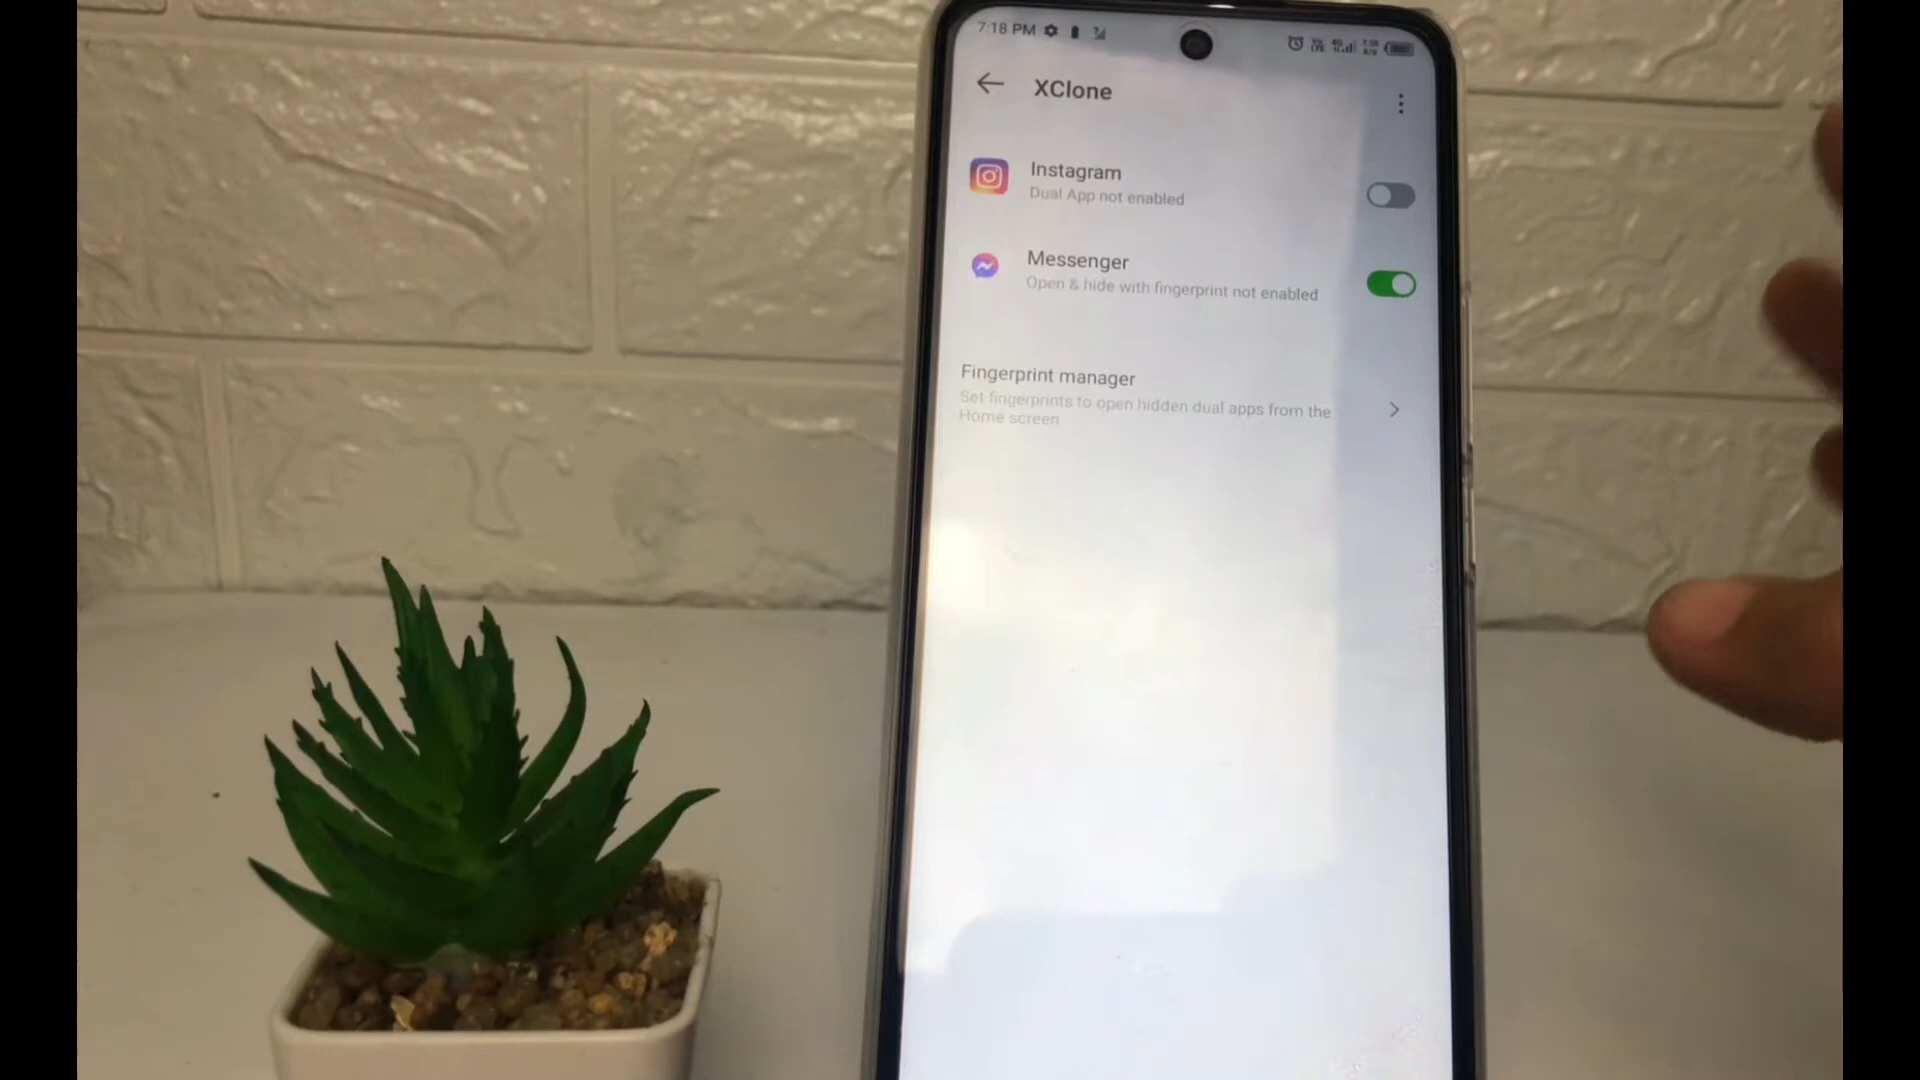 7:18 PM
XClone
Instagram
Dual App not enabled
Messenger
Open & hide with fingerprint not enabled
Fingerprint manager
Set fingerprints to open hidden dual apps from the
Home screen